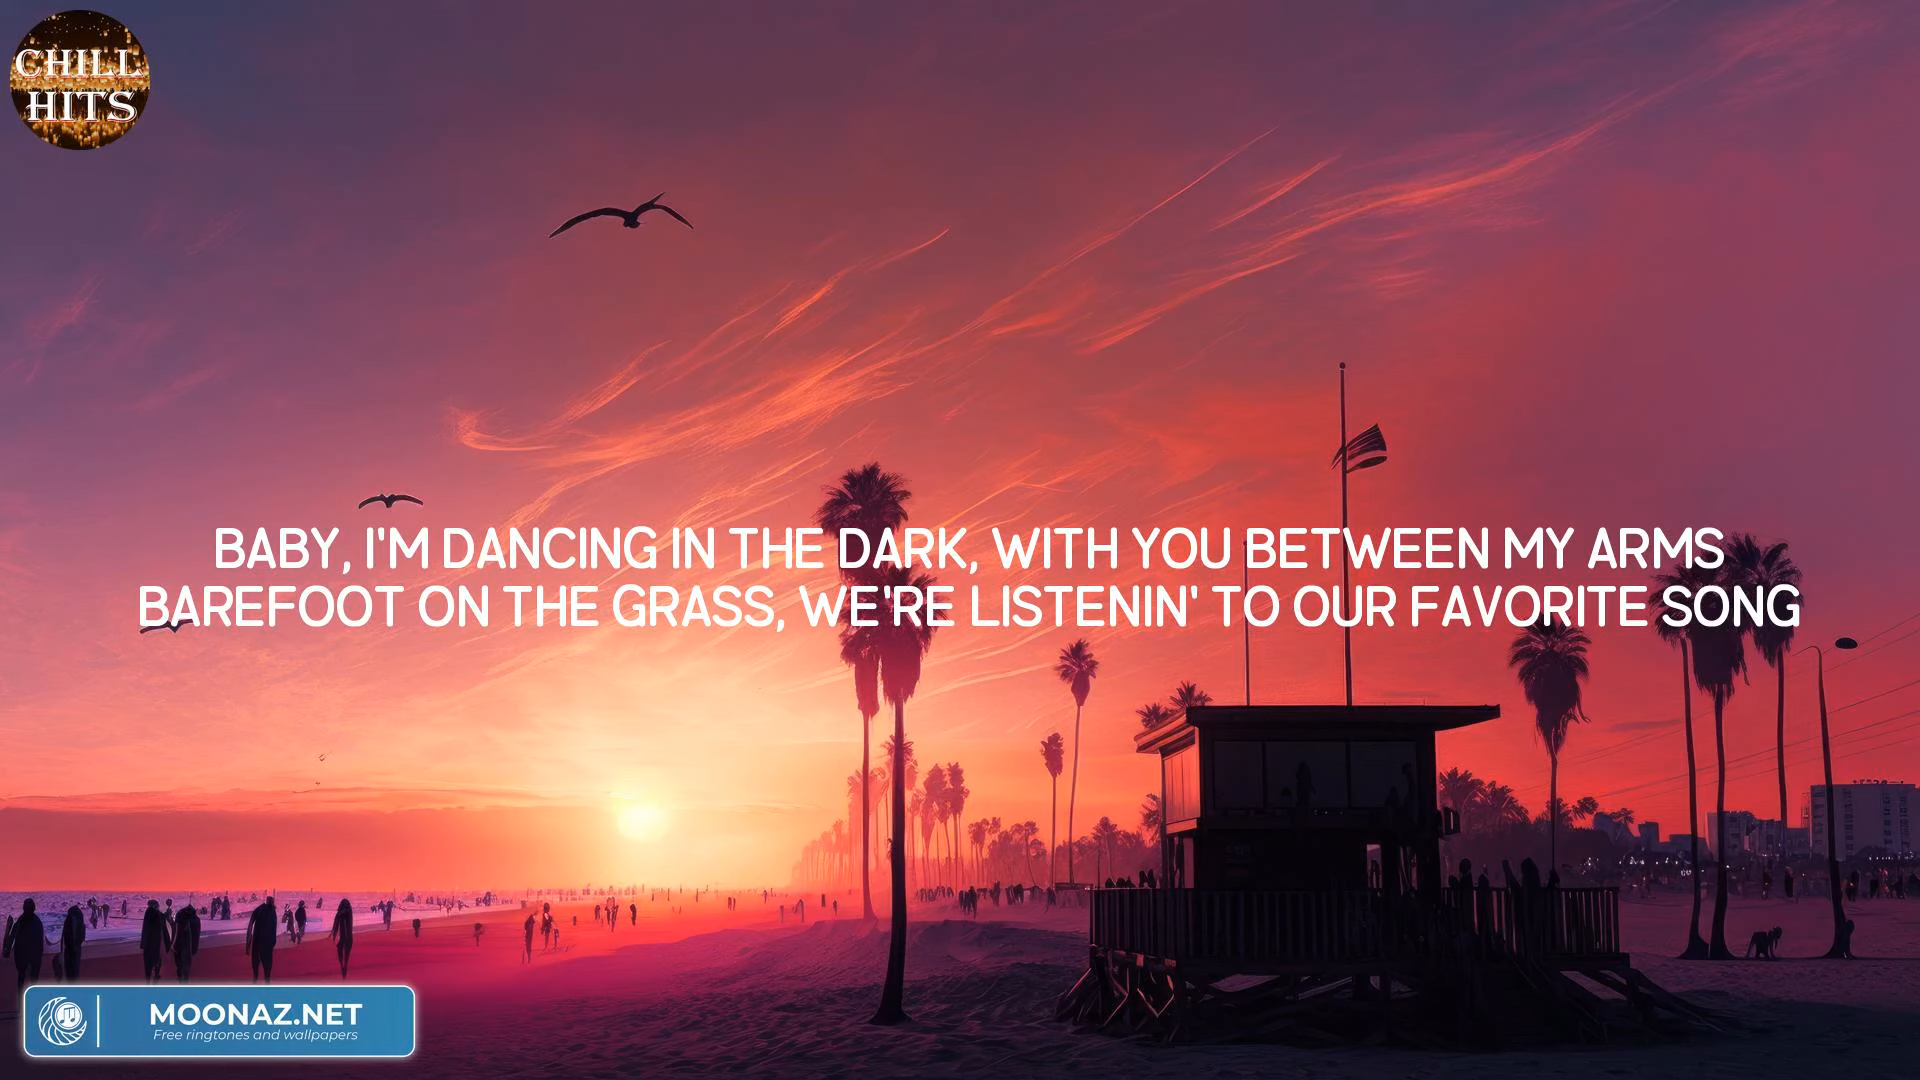 CHILL
HITS
BABY, I'M DANCING IN THE DARK, WITH YOU BETWEEN MY ARMS
BAREFOOT ON THE GRASS, WE'RE LISTENIN' TO OUR FAVORITE SONG
MOONAZ.NET
Free ringtones and wallpapers